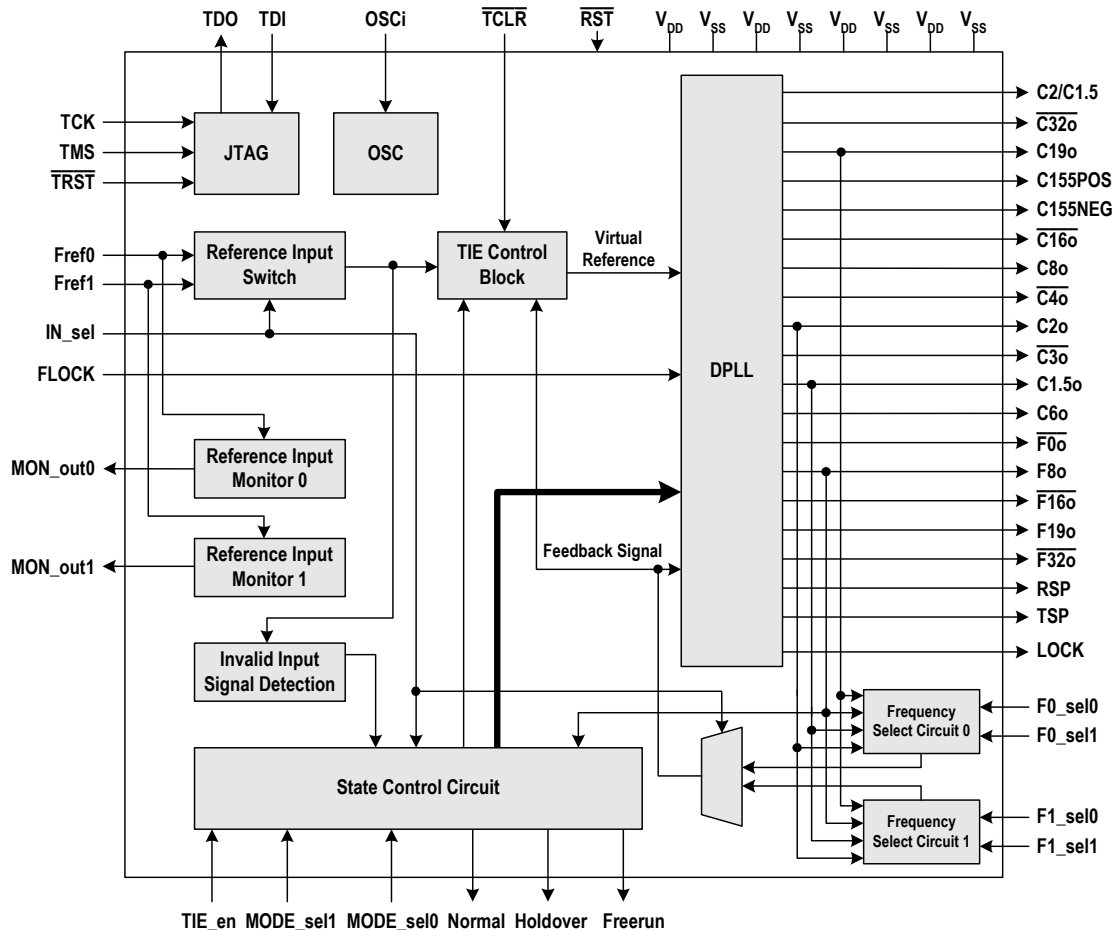 TDO
TDI
OSCi
TCLR
RST
VDD
VSS
VDD
VSS
VDD
VSS
VDD
VSS
TCK
TMS
TRST
JTAG
OSC
Fref0
Fref1
IN_sel
FLOCK
MON_out0
MON_out1
Reference Input
Switch
TIE Control
Block
Virtual
Reference
Reference Input
Monitor 0
Reference Input
Monitor 1
Feedback Signal
Invalid Input
Signal Detection
State Control Circuit
DPLL
C2/C1.5
C32o
C19o
C155POS
C155NEG
C16o
C8o
C4o
C2o
C3o
C1.5o
C6o
F0o
F8o
F16o
F19o
F32o
RSP
TSP
LOCK
Frequency
Select Circuit 0
F0_sel0
F0_sel1
Frequency
Select Circuit 1
F1_sel0
F1_sel1
TIE_en
MODE_sel1
MODE_sel0
Normal
Holdover
Freerun